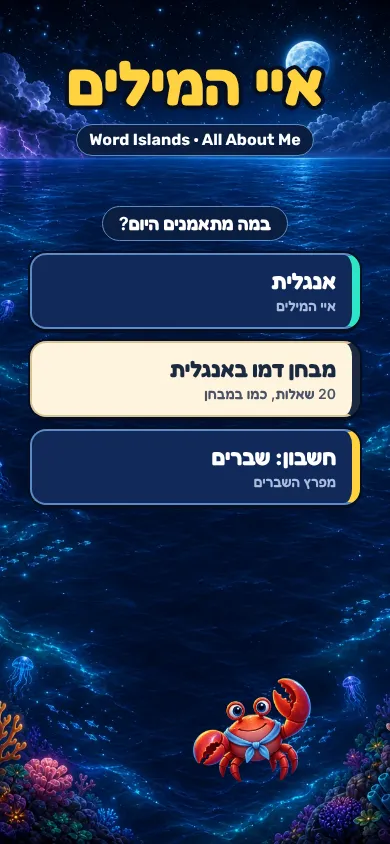 איי המילים
Word Islands • All About Me
במה מתאמנים היום?
אנגלית
איי המילים
מבחן דמו באנגלית
20 שאלות, כמו במבחן
חשבון: שברים
מפרץ השברים